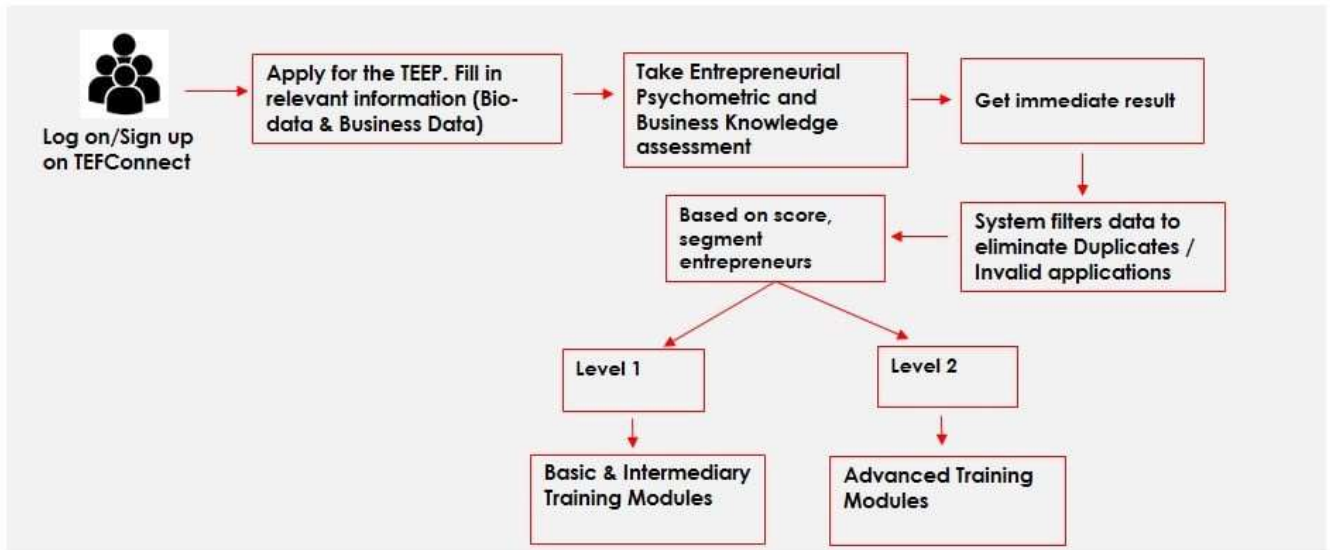 Log on/Sign up
on TEFConnect
Apply for the TEEP. Fill in
relevant information (Bio-
data & Business Data)
Take Entrepreneurial
Psychometric and
Business Knowledge
assessment
Get immediate result
System filters data to
eliminate Duplicates /
Invalid applications
Based on score,
segment
entrepreneurs
Level 1
Level 2
Basic & Intermediary
Training Modules
Advanced Training
Modules